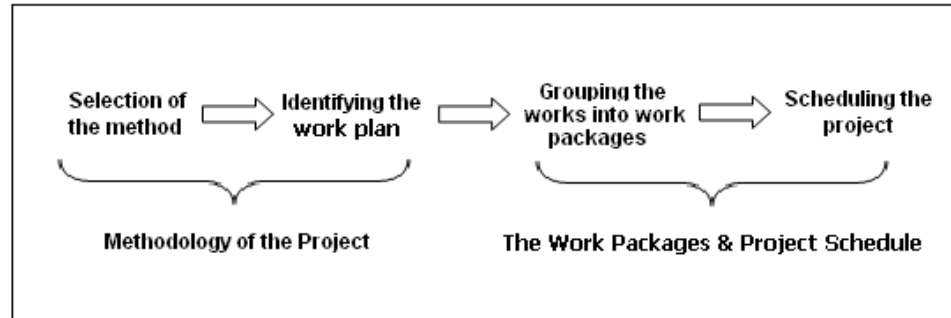 Selection of
the method
Identifying the
work plan
Grouping the
works into work
packages
Scheduling the
project
Methodology of the Project
The Work Packages & Project Schedule